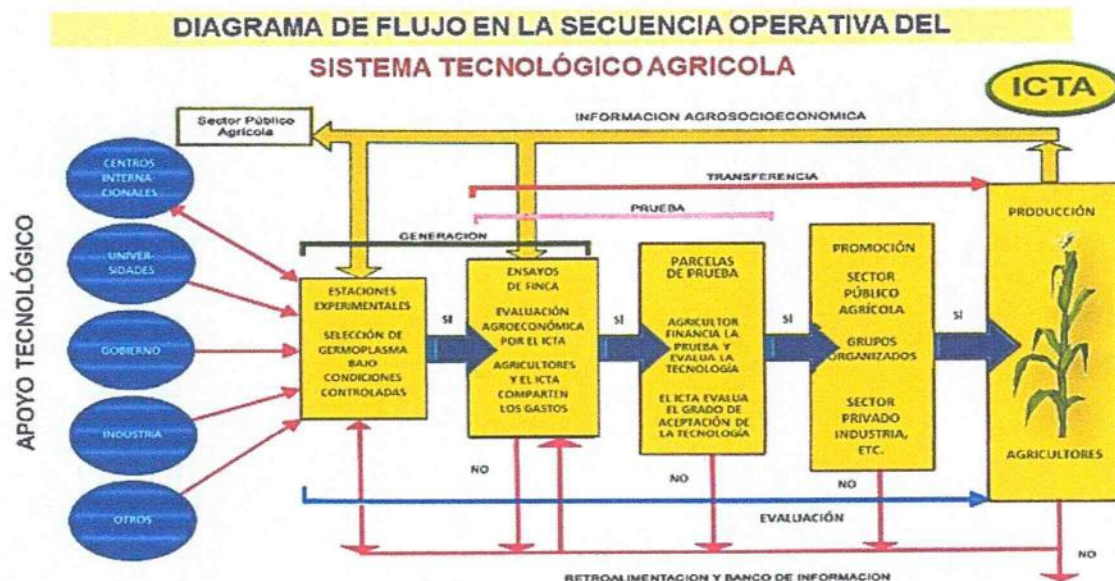 DIAGRAMA DE FLUJO EN LA SECUENCIA OPERATIVA DEL
SISTEMA TECNOLÓGICO AGRICOLA
ICTA
Sector Público
Agrícola
INFORMACION AGROSOCIOECONOMICA
APOYO TECNOLÓGICO
CENTROS
INTERNA-
CIONALES
UNIVER-
SIDADES
GOBIERNO
INDUSTRIA
OTROS
TRANSFERENCIA
PRUEBA
GENERACION
ESTACIONES
EXPERIMENTALES
SELECCIÓN DE
GERMOPLASMA
BAJO
CONDICIONES
CONTROLADAS
SI
ENSAYOS
DE FINCA
EVALUACIÓN
AGROECONÓMICA
POR EL ICTA
AGRICULTORES
Y EL ICTA
COMPARTEN
LOS GASTOS
SI
PARCELAS
DE PRUEBA
AGRICULTOR
FINANCIA LA
PRUEBA Y
EVALUA LA
TECNOLOGÍA
EL ICTA EVALUA
EL GRADO DE
ACEPTACIÓN DE
LA TECNOLOGÍA
SI
PROMOCIÓN
SECTOR
PÚBLICO
AGRÍCOLA
GRUPOS
ORGANIZADOS
SECTOR
PRIVADO
INDUSTRIA,
ETC.
SI
PRODUCCIÓN
AGRICULTORES
NO
NO
NO
NO
EVALUACIÓN
RETROALIMENTACION Y BANCO DE INFORMACION